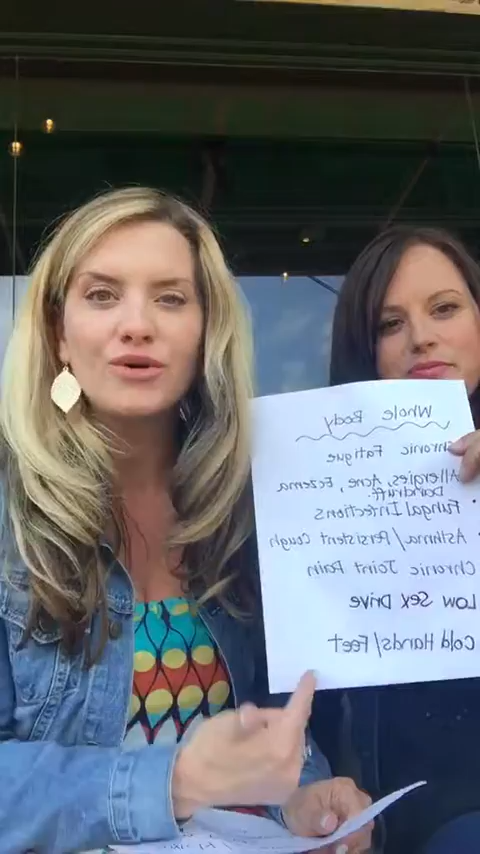 Whole Body
Chronic Fatigue
Allergies, Acne, Eczema
Dandruff.
• Fungal Infections
• Asthma/Persistent Cough
Chronic Joint Pain
Low Sex Drive
Cold Hands/Feet